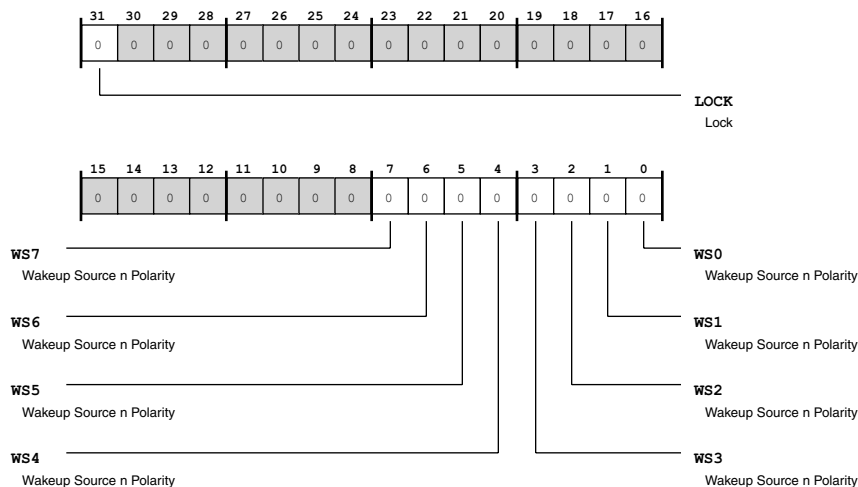 31 30 29 28 27 26 25 24 23 22 21 20 19 18 17 16
0 0 0 0 0 0 0 0 0 0 0 0 0 0 0 0
LOCK
Lock
15 14 13 12 11 10 9 8 7 6 5 4 3 2 1 0
0 0 0 0 0 0 0 0 0 0 0 0 0 0 0 0
WS7
Wakeup Source n Polarity
WS6
Wakeup Source n Polarity
WS5
Wakeup Source n Polarity
WS4
Wakeup Source n Polarity
WS0
Wakeup Source n Polarity
WS1
Wakeup Source n Polarity
WS2
Wakeup Source n Polarity
WS3
Wakeup Source n Polarity